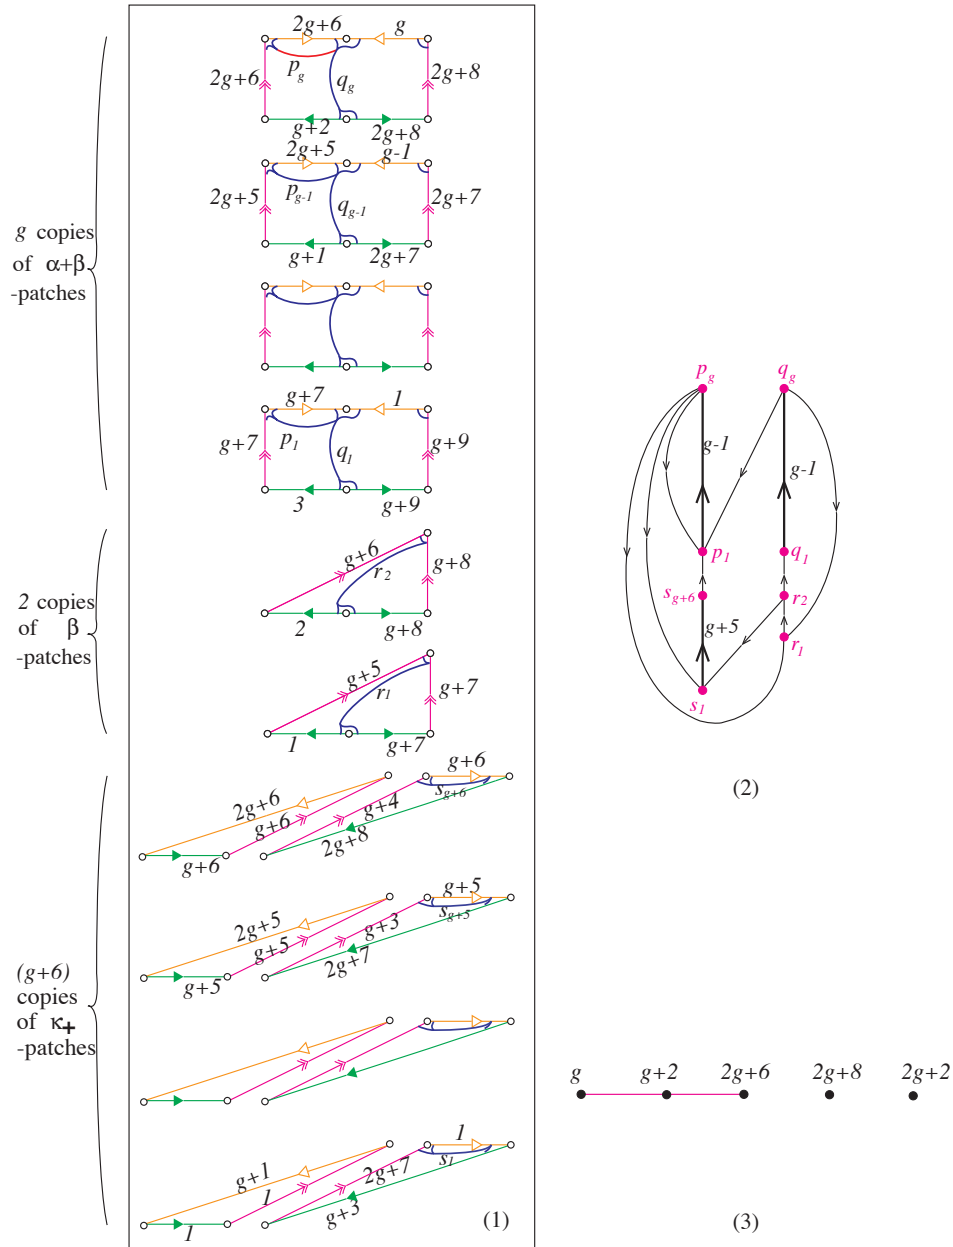 2g+6 g
p_g
q_g
2g+6
2g+8
g+2 2g+8
2g+5 g-1
p_{g-1}
q_{g-1}
2g+5
2g+7
g+1 2g+7
g copies
of α+β
-patches
g+7 1
p_1
q_1
g+7
g+9
3 g+9
g+6
r_2
g+8
2 g+8
2 copies
of β
-patches
g+5
r_1
g+7
1 g+7
g+6
s_{g+6}
2g+6
g+6
g+4
2g+8
g+6
g+5
s_{g+5}
2g+5
g+5
g+3
2g+7
g+5
(g+6)
copies
of κ+
-patches
1
s_1
g+1
1
2g+7
g+3
1
(1)
p_g q_g
g-1
g-1
p_1 q_1
s_{g+6} r_2
g+5
r_1
s_1
(2)
g g+2 2g+6 2g+8 2g+2
(3)